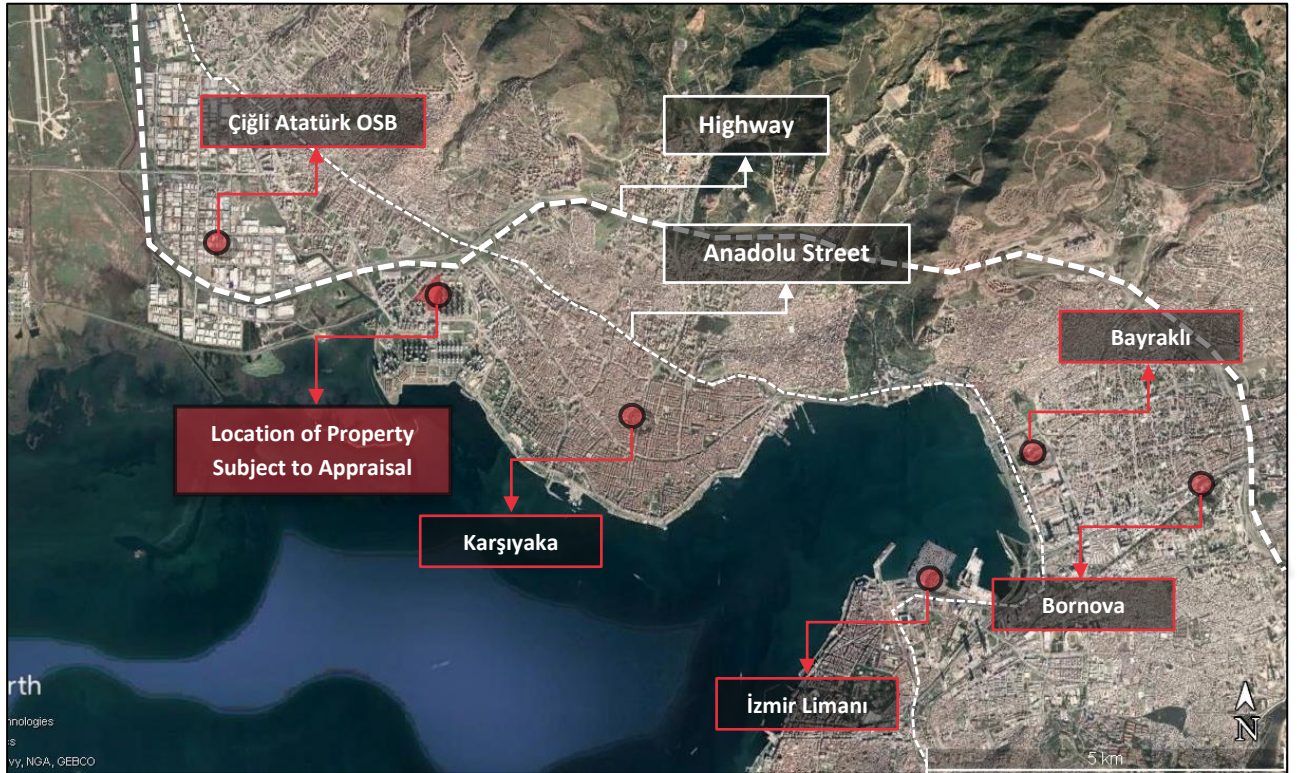 Çiğli Atatürk OSB
Highway
Anadolu Street
Bayraklı
Location of Property
Subject to Appraisal
Karşıyaka
Bornova
İzmir Limanı
N
5 km
rth
nnologies
s
vy, NGA, GEBCO